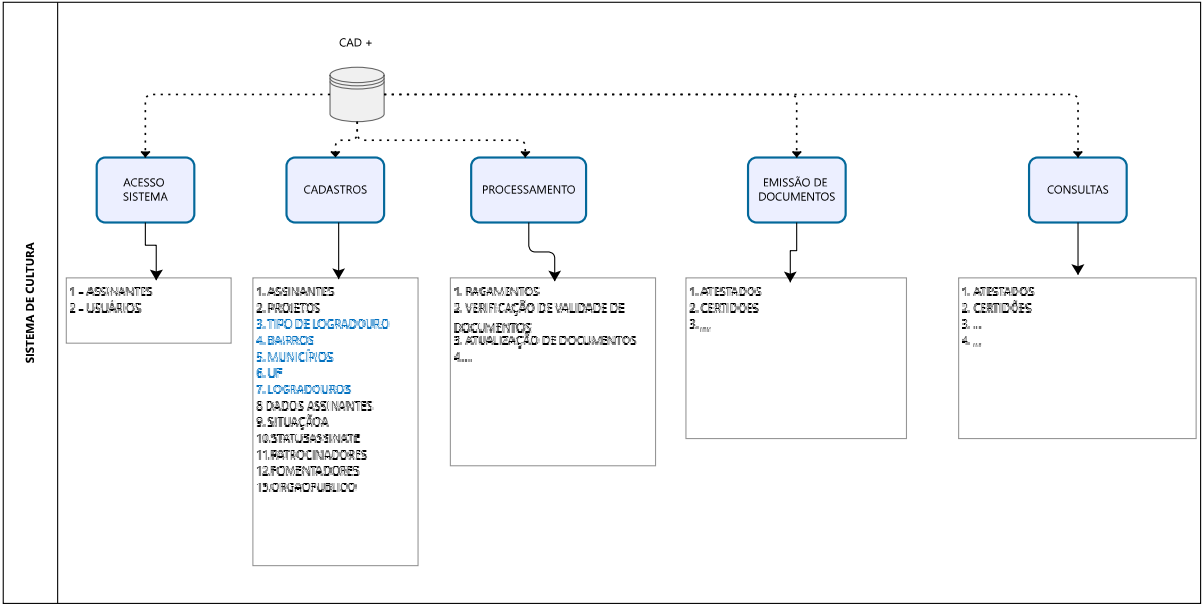 CAD +
SISTEMA DE CULTURA
ACESSO
SISTEMA
CADASTROS
PROCESSAMENTO
EMISSÃO DE
DOCUMENTOS
CONSULTAS
1 – ASSINANTES
2 – USUÁRIOS
1. ASSINANTES
2. PROJETOS
3. TIPO DE LOGRADOURO
4. BAIRROS
5. MUNICÍPIOS
6. UF
7. LOGRADOUROS
8 DADOS ASSINANTES
9. SITUAÇÃOA
10.STATUSASSINATE
11.PATROCINIADORES
12.FOMENTADORES
13.ORGAOPUBLICO
1. PAGAMENTOS
2. VERIFICAÇÃO DE VALIDADE DE
DOCUMENTOS
3. ATUALIZAÇÃO DE DOCUMENTOS
4.....
1. ATESTADOS
2. CERTIDOES
3. ....
1. ATESTADOS
2. CERTIDÕES
3. ...
4. ...